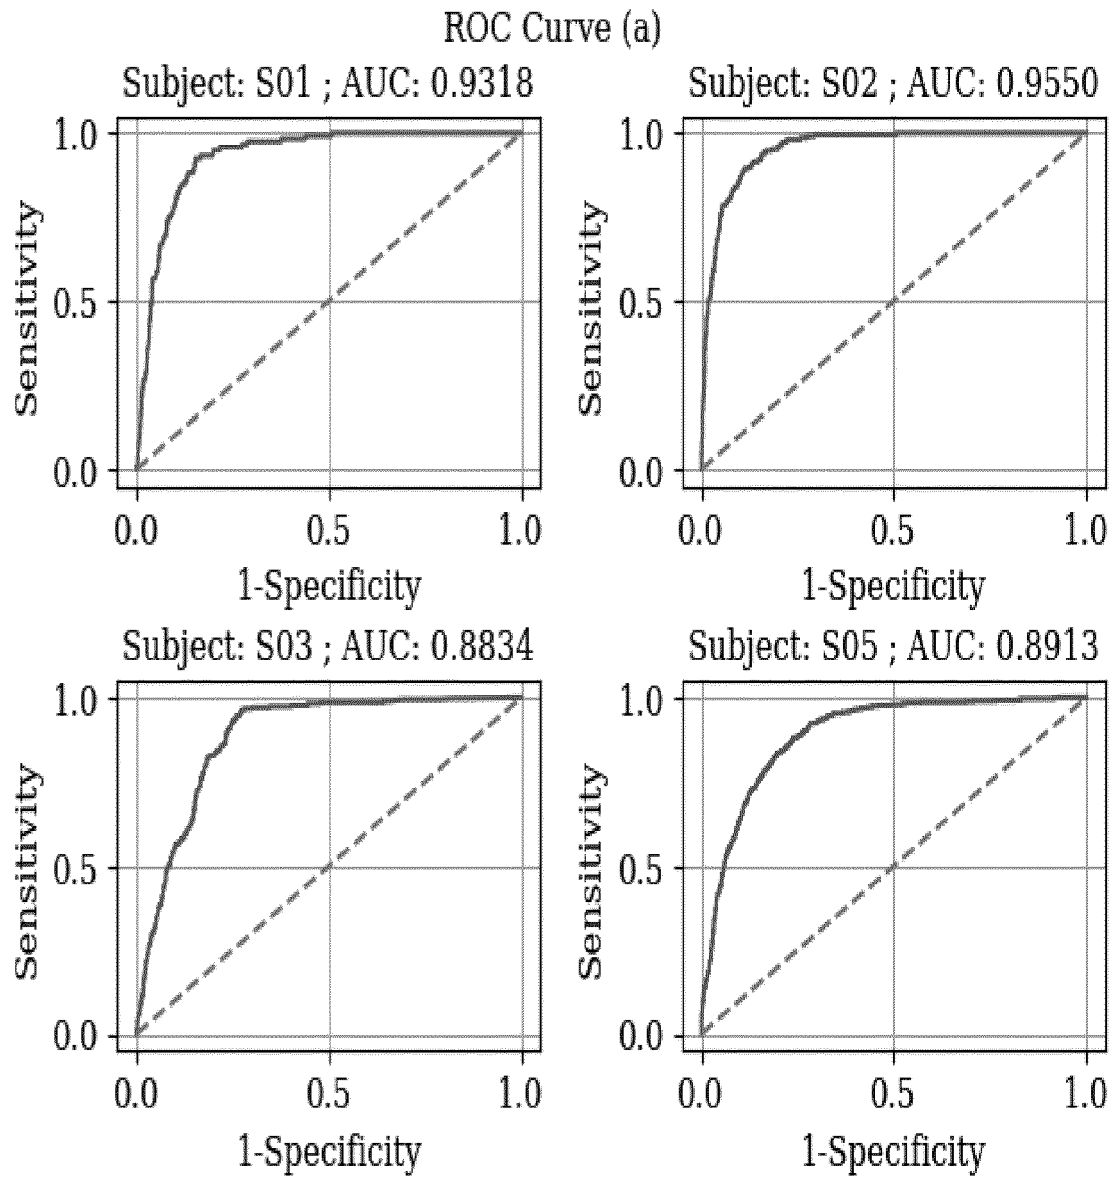 ROC Curve (a)
Subject: S01 ; AUC: 0.9318
Sensitivity
1.0
0.5
0.0
0.0 0.5 1.0
1-Specificity
Subject: S02 ; AUC: 0.9550
Sensitivity
1.0
0.5
0.0
0.0 0.5 1.0
1-Specificity
Subject: S03 ; AUC: 0.8834
Sensitivity
1.0
0.5
0.0
0.0 0.5 1.0
1-Specificity
Subject: S05 ; AUC: 0.8913
Sensitivity
1.0
0.5
0.0
0.0 0.5 1.0
1-Specificity